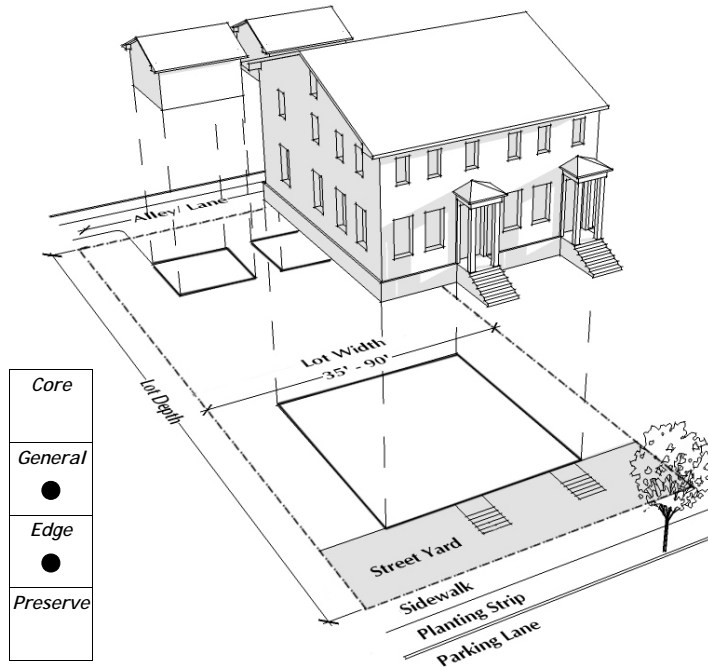 Alley/ Lane
Lot Width
35' - 90'
Lot Depth
Core
General
Edge
Preserve
Street Yard
Sidewalk
Planting Strip
Parking Lane